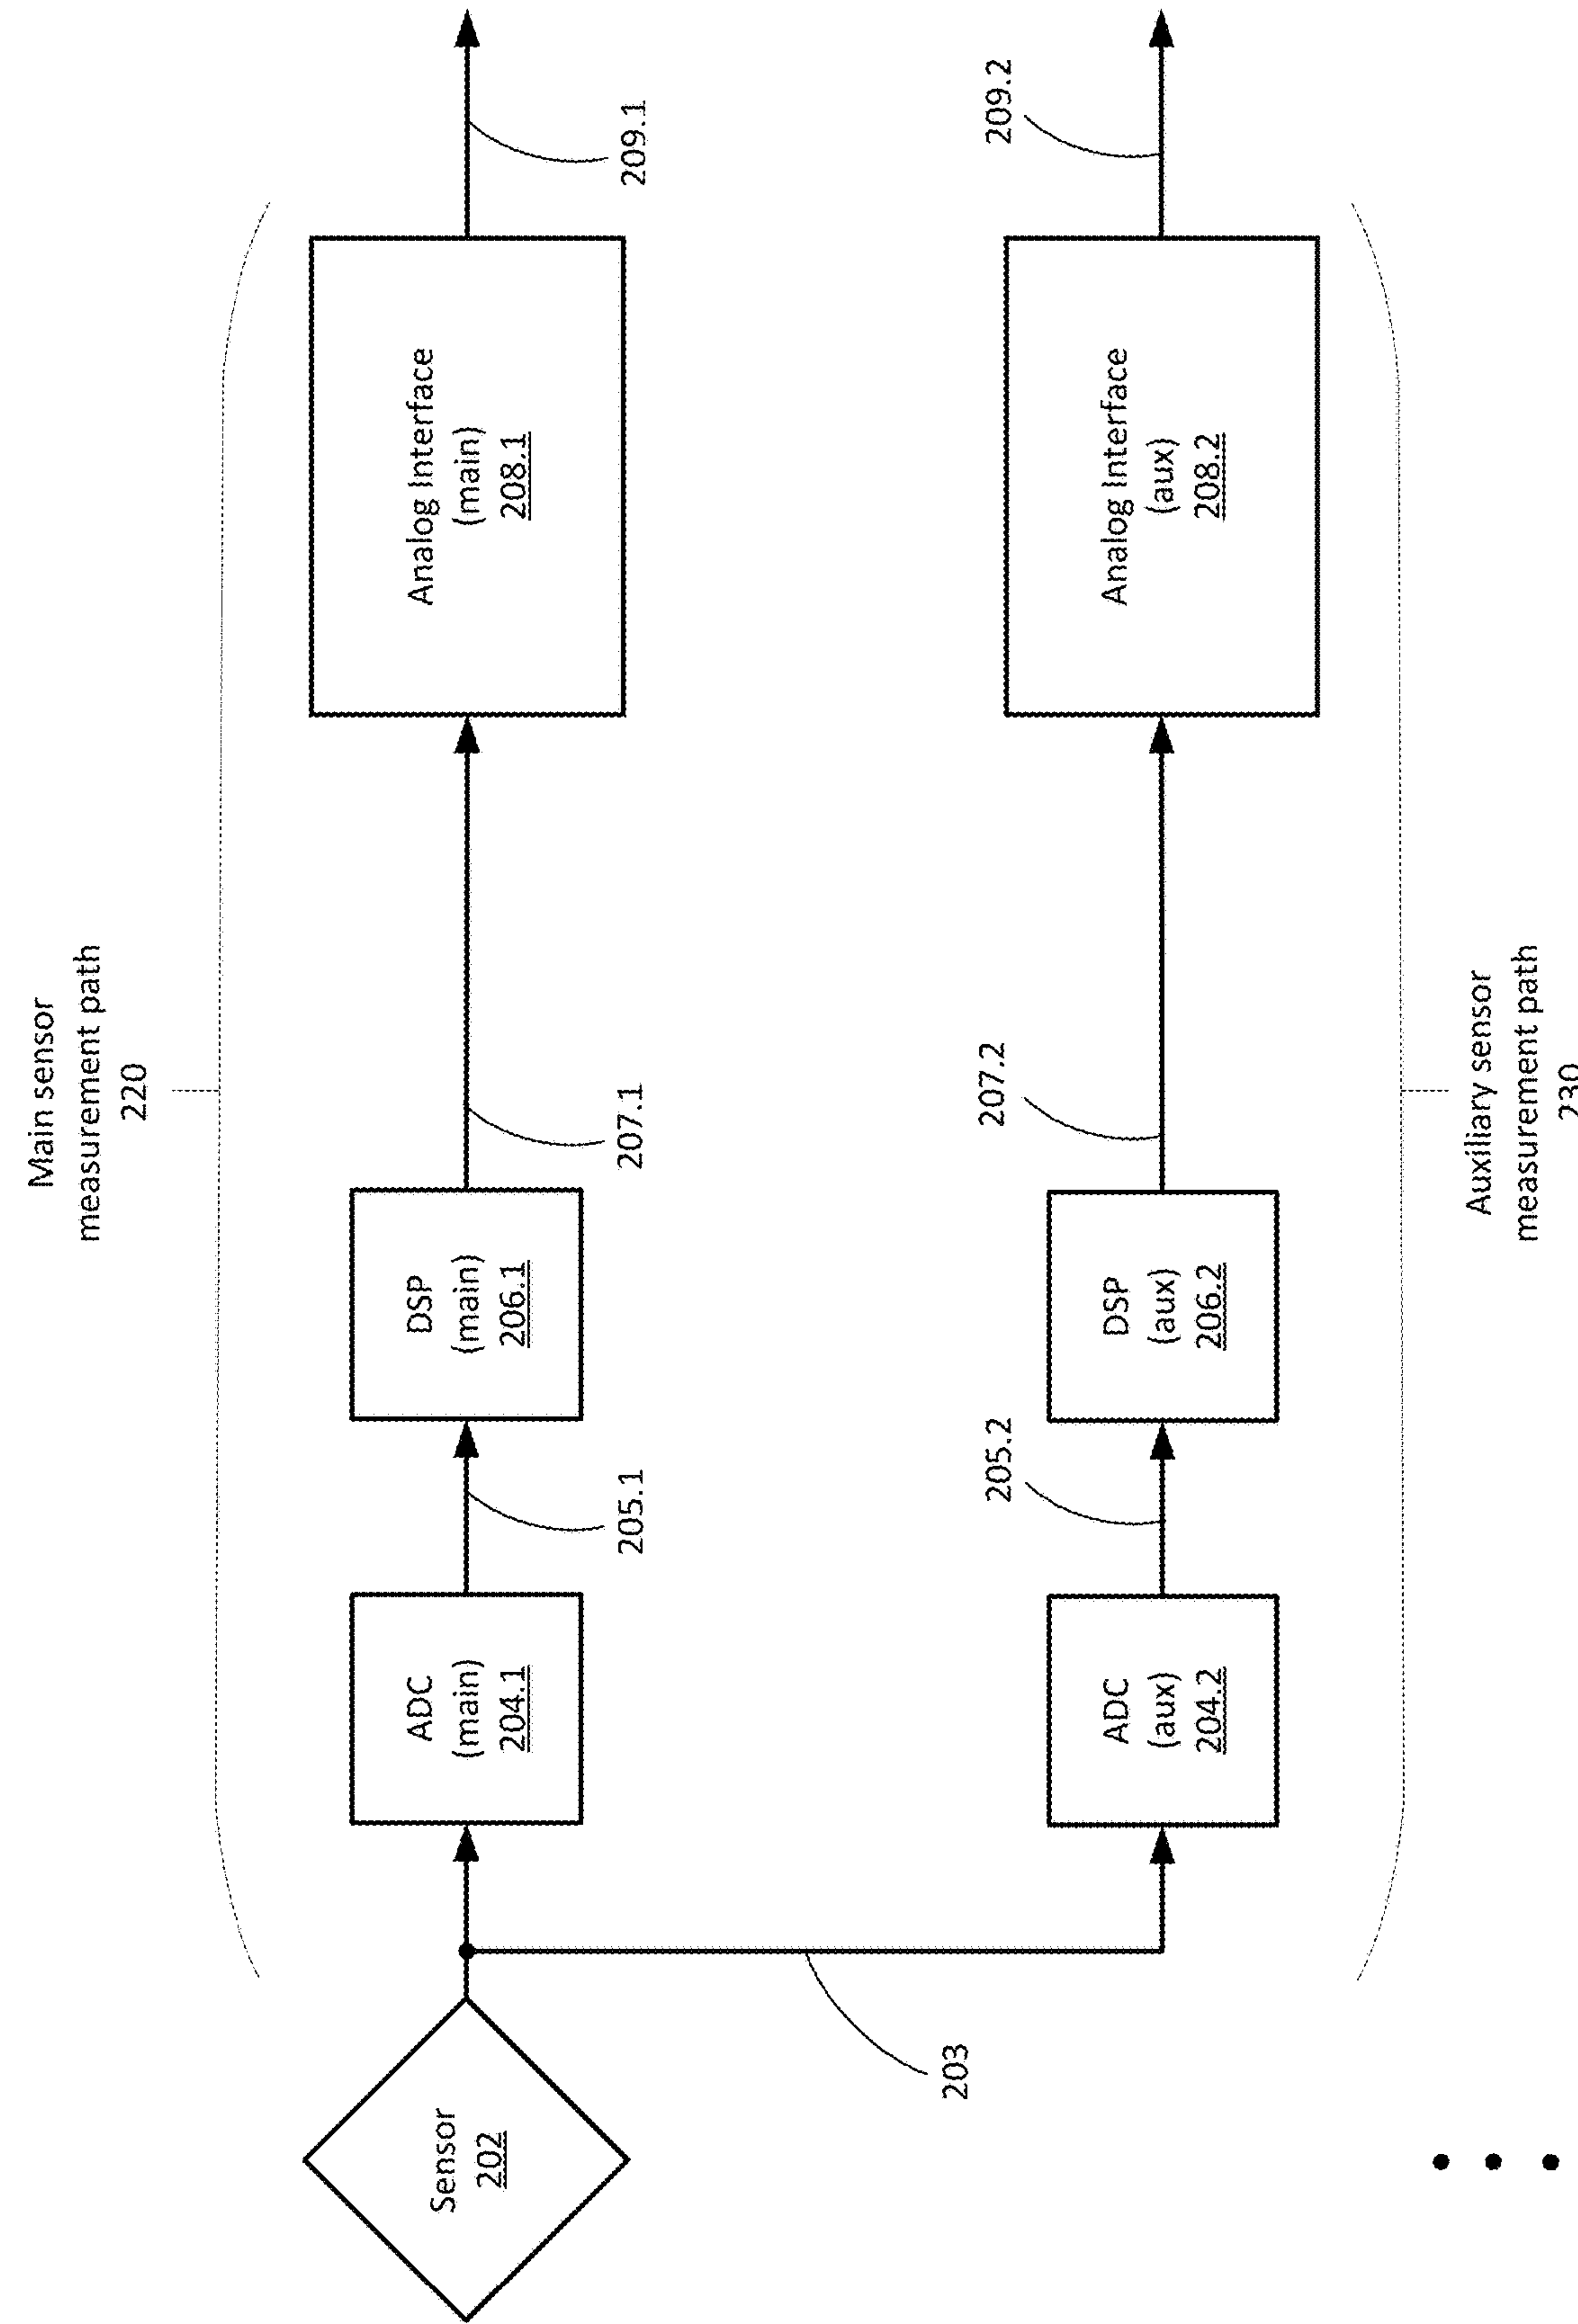 Main sensor
measurement path
220
Sensor
202
ADC
(main)
204.1
205.1
DSP
(main)
206.1
207.1
Analog Interface
(main)
208.1
209.1
203
ADC
(aux)
204.2
205.2
DSP
(aux)
206.2
207.2
Analog Interface
(aux)
208.2
209.2
Auxiliary sensor
measurement path
230